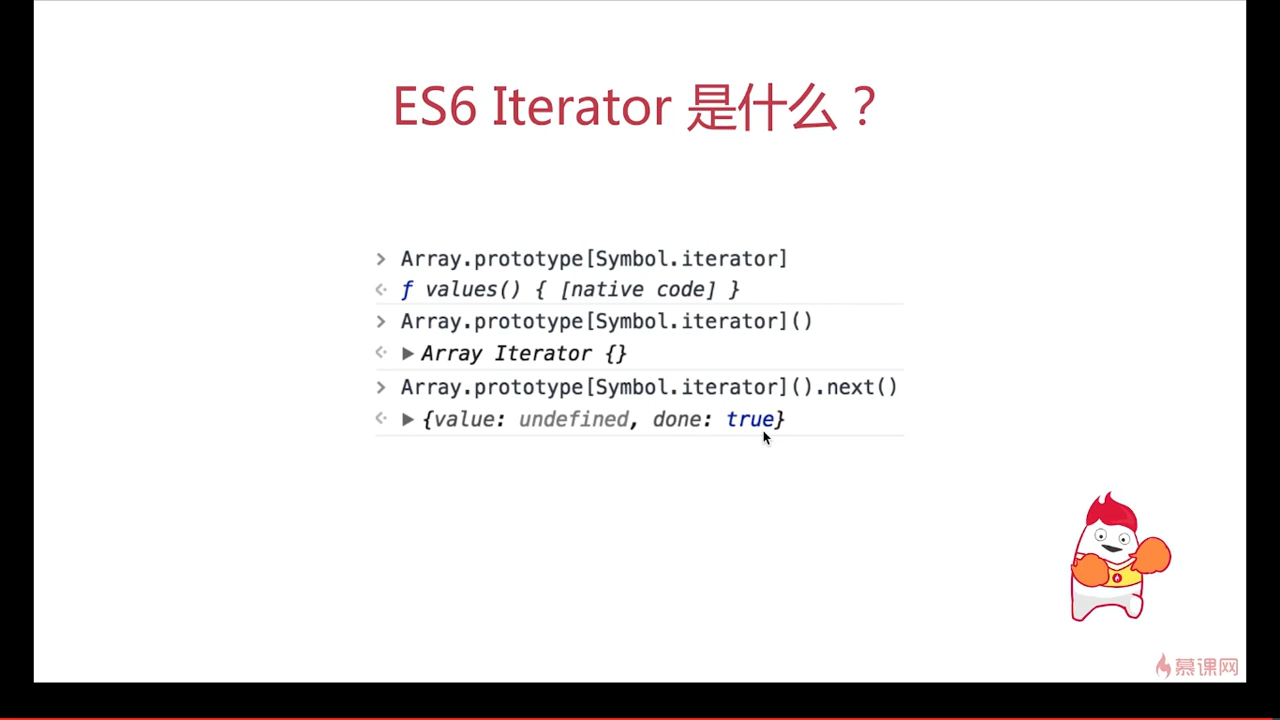 ES6 Iterator 是什么？
> Array.prototype[Symbol.iterator]
<· ƒ values() { [native code] }
> Array.prototype[Symbol.iterator]()
<· ▶ Array Iterator {}
> Array.prototype[Symbol.iterator]().next()
<· ▶ {value: undefined, done: true}
慕课网